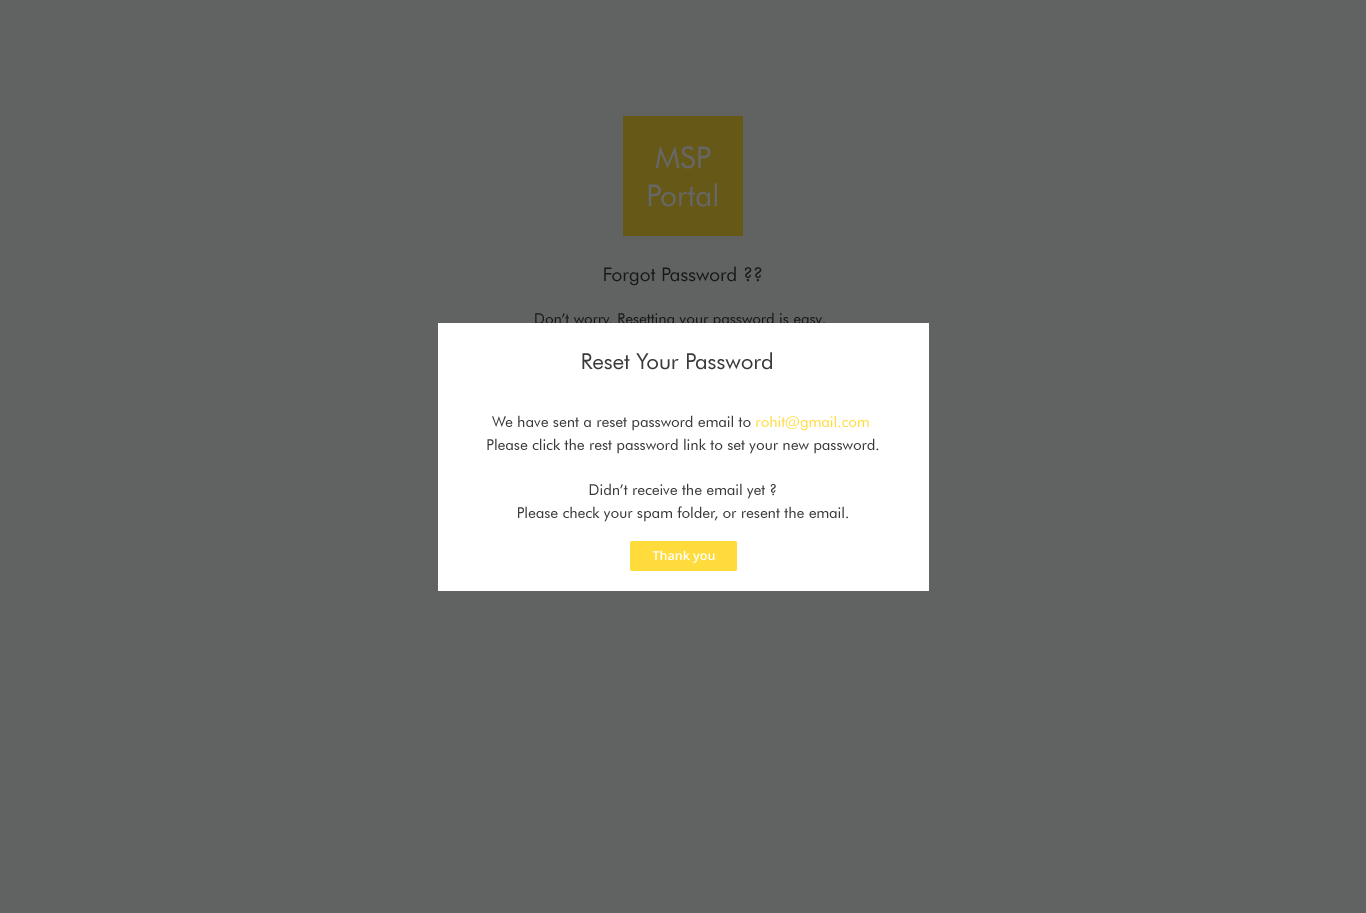 MSP
Portal
Forgot Password ??
Don’t worry. Resetting your password is easy.
Reset Your Password
We have sent a reset password email to rohit@gmail.com
Please click the rest password link to set your new password.
Didn’t receive the email yet ?
Please check your spam folder, or resent the email.
Thank you